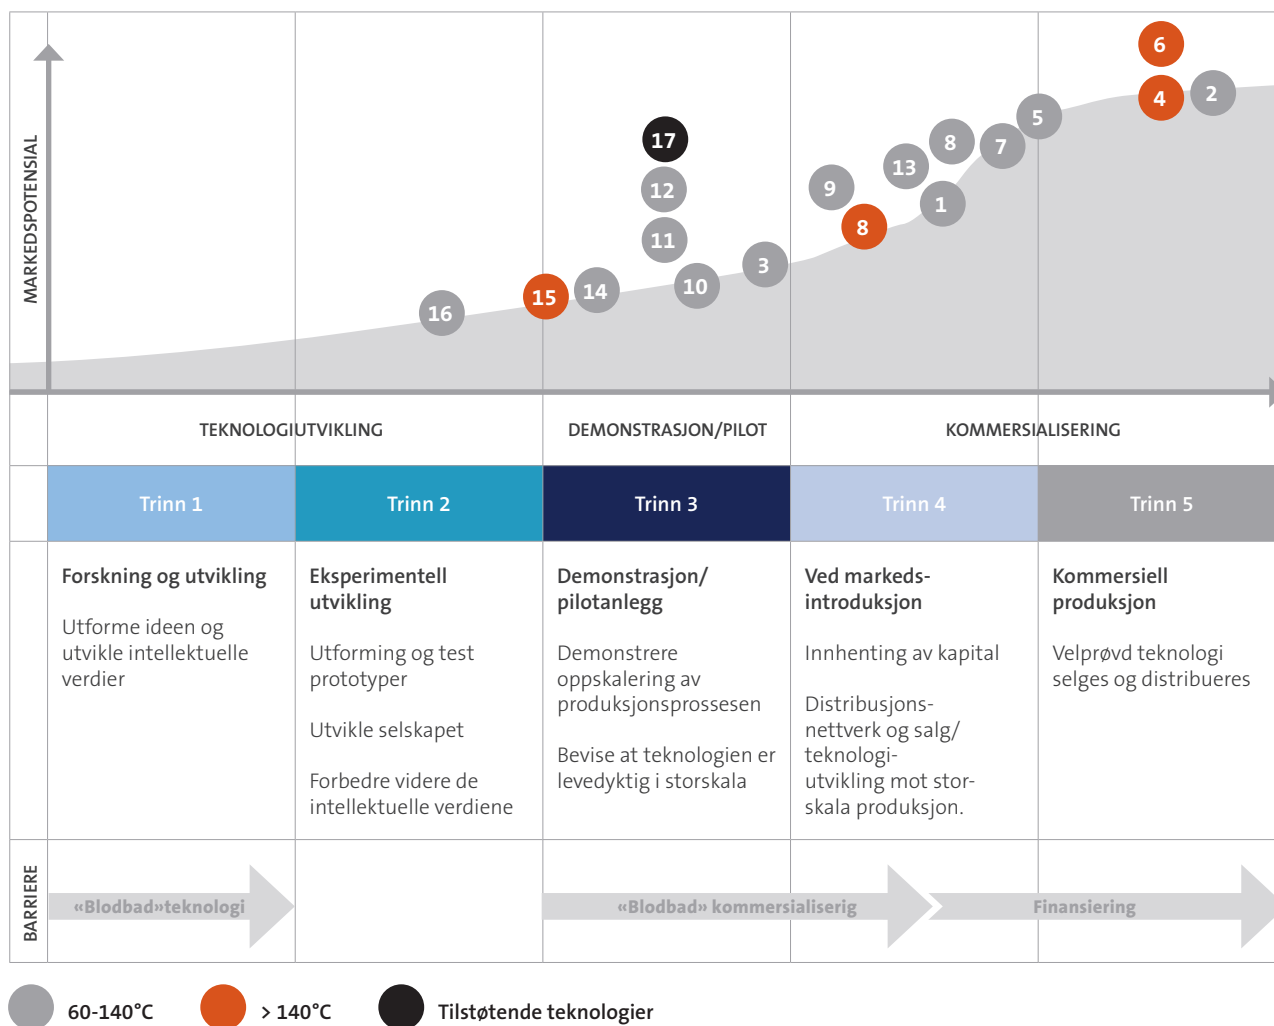 MARKEDSPOTENSIAL
6
4
2
17
5
8
7
12
13
9
1
11
8
3
10
14
15
16
TEKNOLOGIUTVIKLING
DEMONSTRASJON/PILOT
KOMMERSIALISERING
Trinn 1
Trinn 2
Trinn 3
Trinn 4
Trinn 5
Forskning og utvikling
Utforme ideen og
utvikle intellektuelle
verdier
Eksperimentell
utvikling
Utforming og test
prototyper
Utvikle selskapet
Forbedre videre de
intellektuelle verdiene
Demonstrasjon/
pilotanlegg
Demonstrere
oppskalering av
produksjonsprossesen
Bevise at teknologien er
levedyktig i storskala
Ved markeds-
introduksjon
Innhenting av kapital
Distribusjons-
nettverk og salg/
teknologi-
utvikling mot stor-
skala produksjon.
Kommersiell
produksjon
Velprøvd teknologi
selges og distribueres
BARRIERE
«Blodbad»teknologi
«Blodbad» kommersialiserig
Finansiering
60-140°C
> 140°C
Tilstøtende teknologier